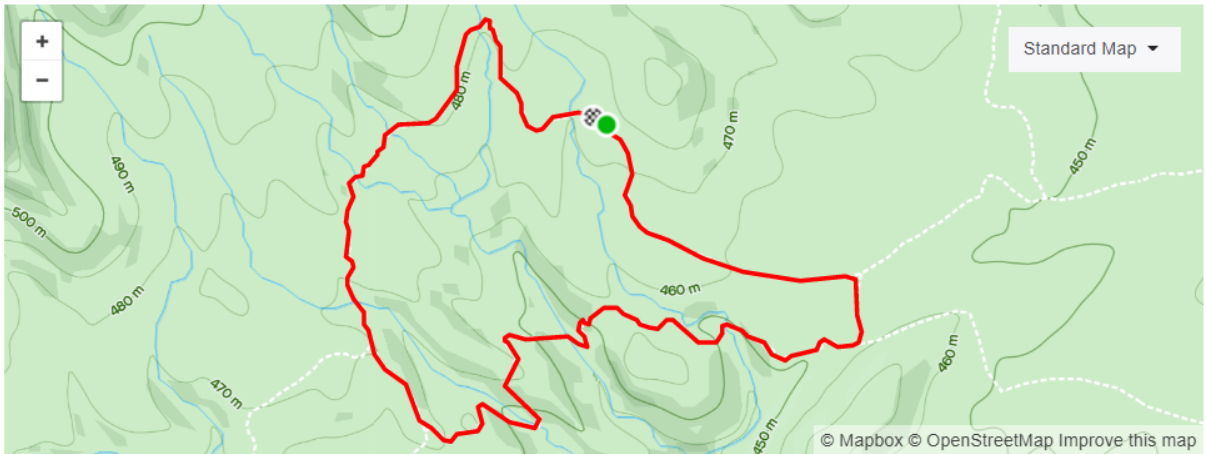 +
−
Standard Map
480 m
470 m
450 m
490 m
500 m
480 m
460 m
460 m
470 m
450 m
© Mapbox © OpenStreetMap Improve this map